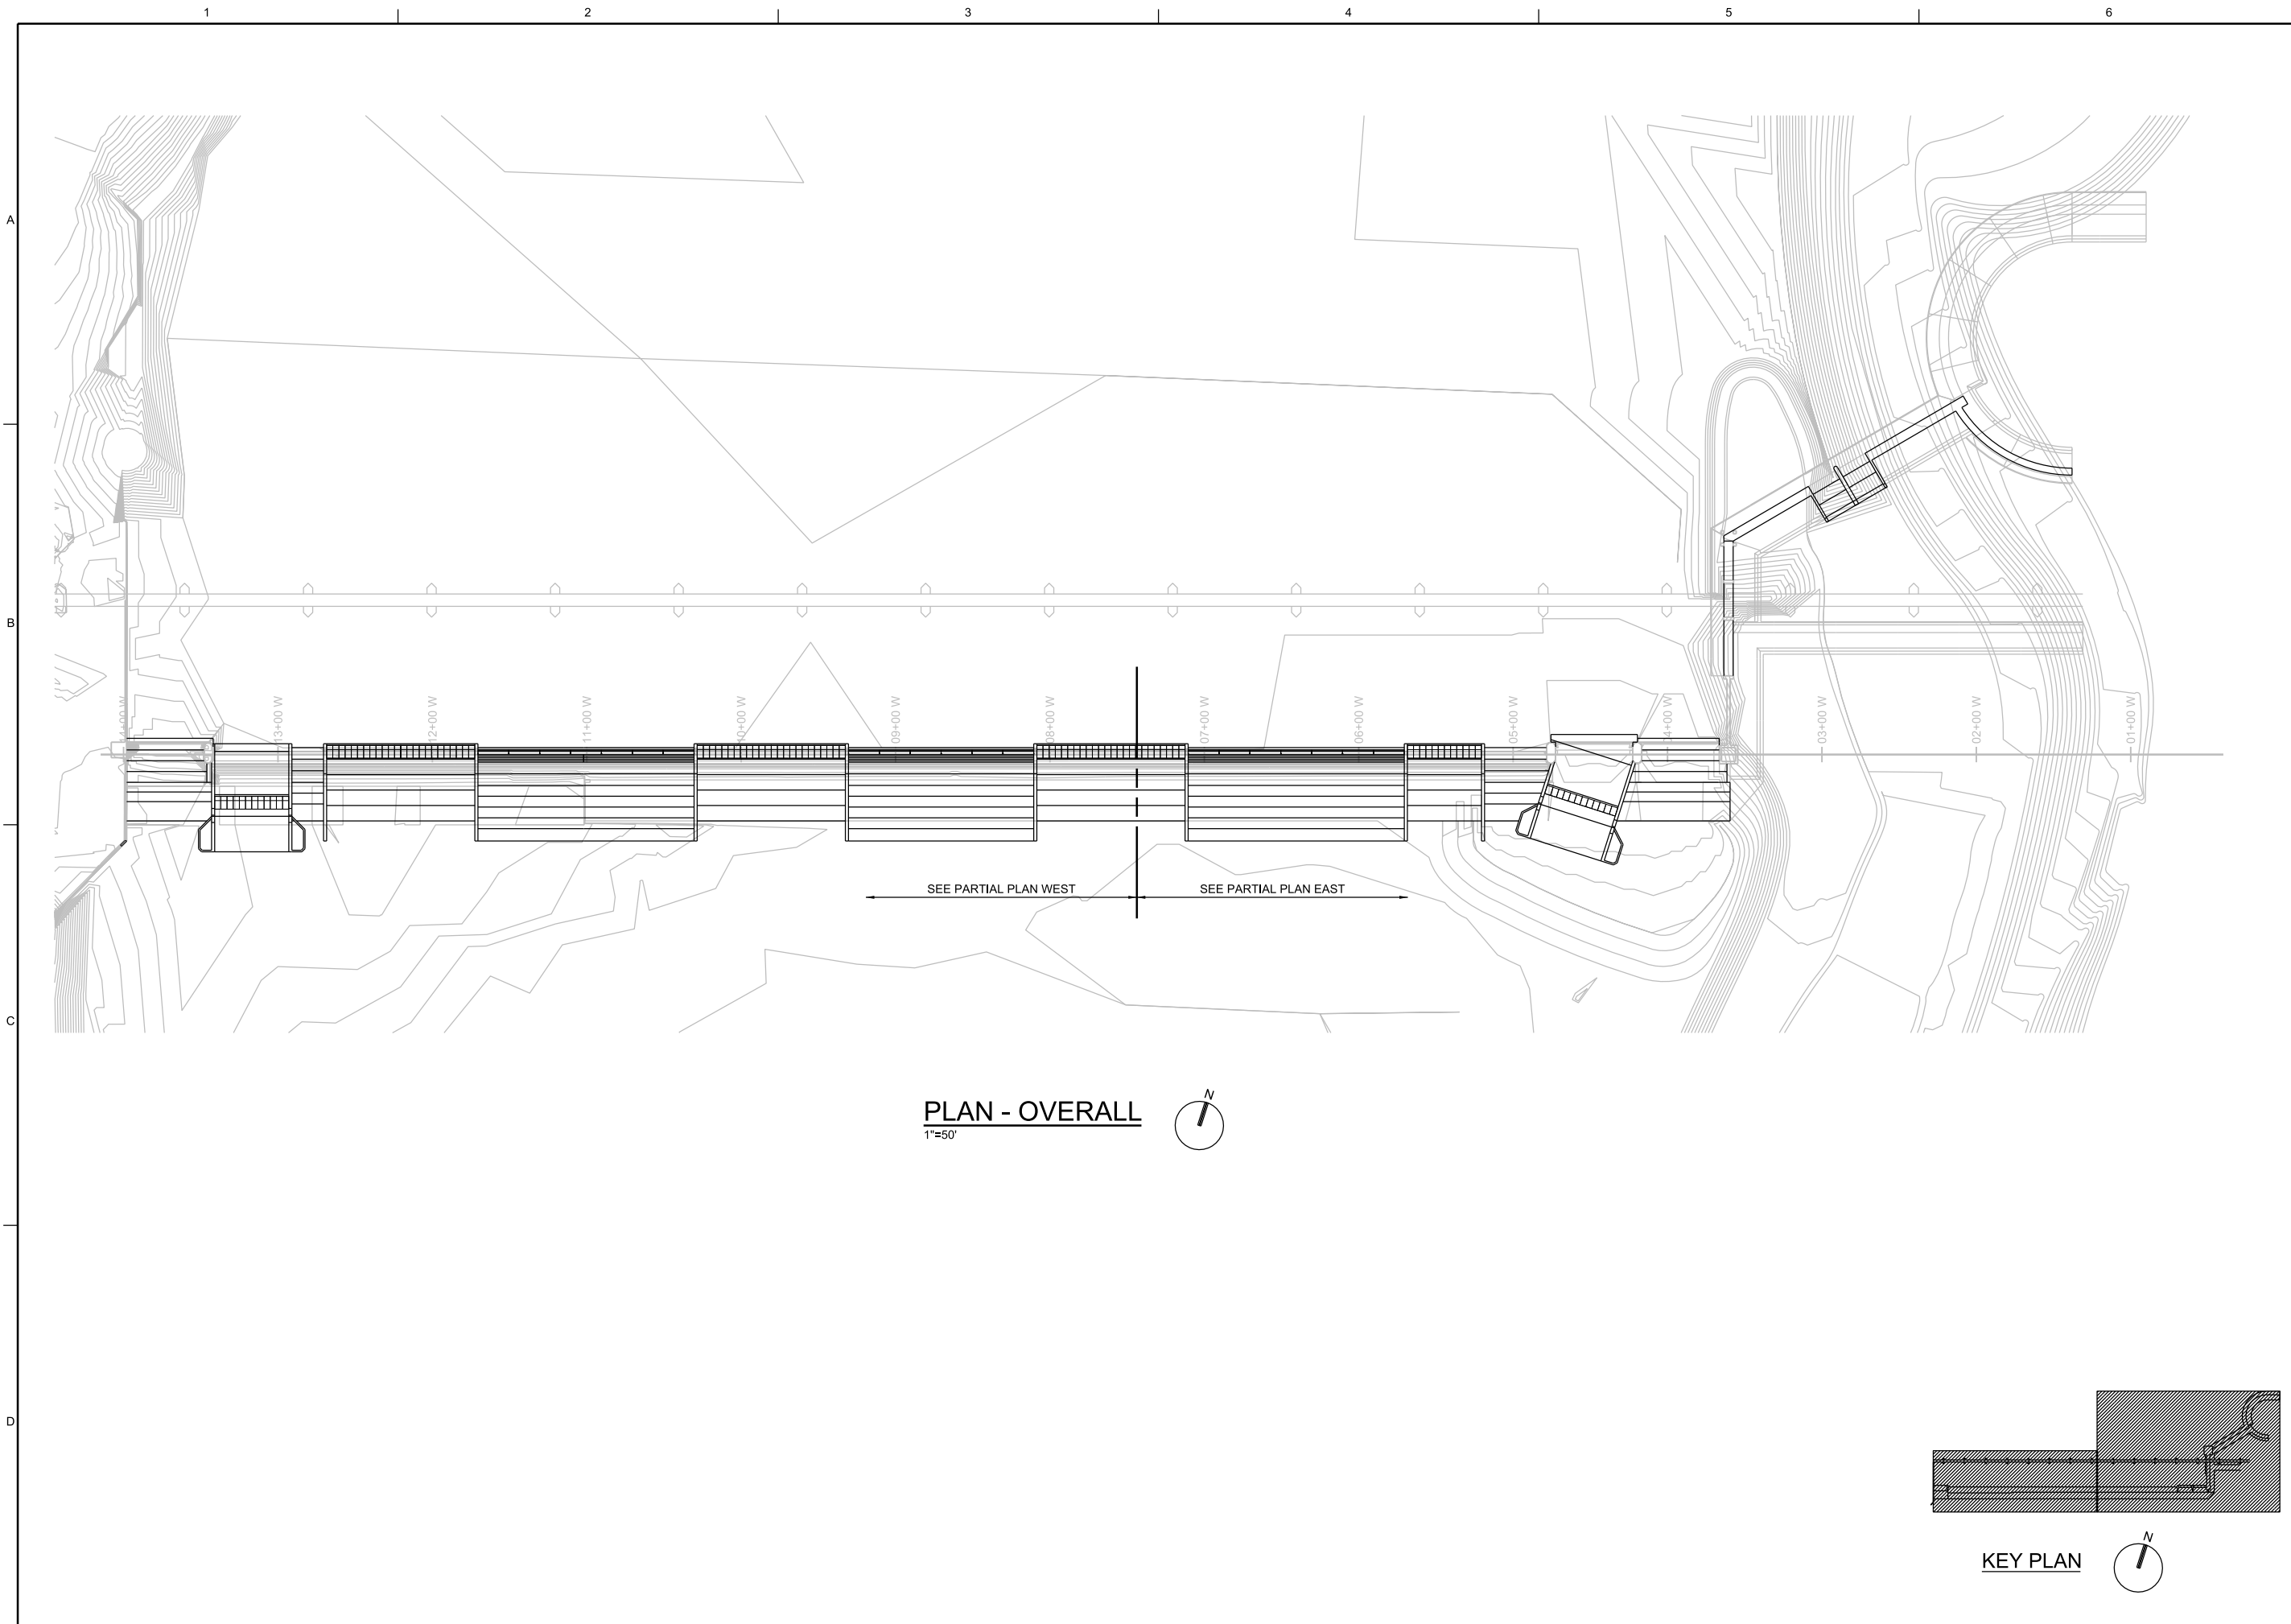 1 2 3 4 5 6
A
B
14+00 W 13+00 W 12+00 W 11+00 W 10+00 W 09+00 W 08+00 W 07+00 W 06+00 W 05+00 W 04+00 W 03+00 W 02+00 W 01+00 W
SEE PARTIAL PLAN WEST SEE PARTIAL PLAN EAST
C
N
PLAN - OVERALL
1"=50'
D
N
KEY PLAN